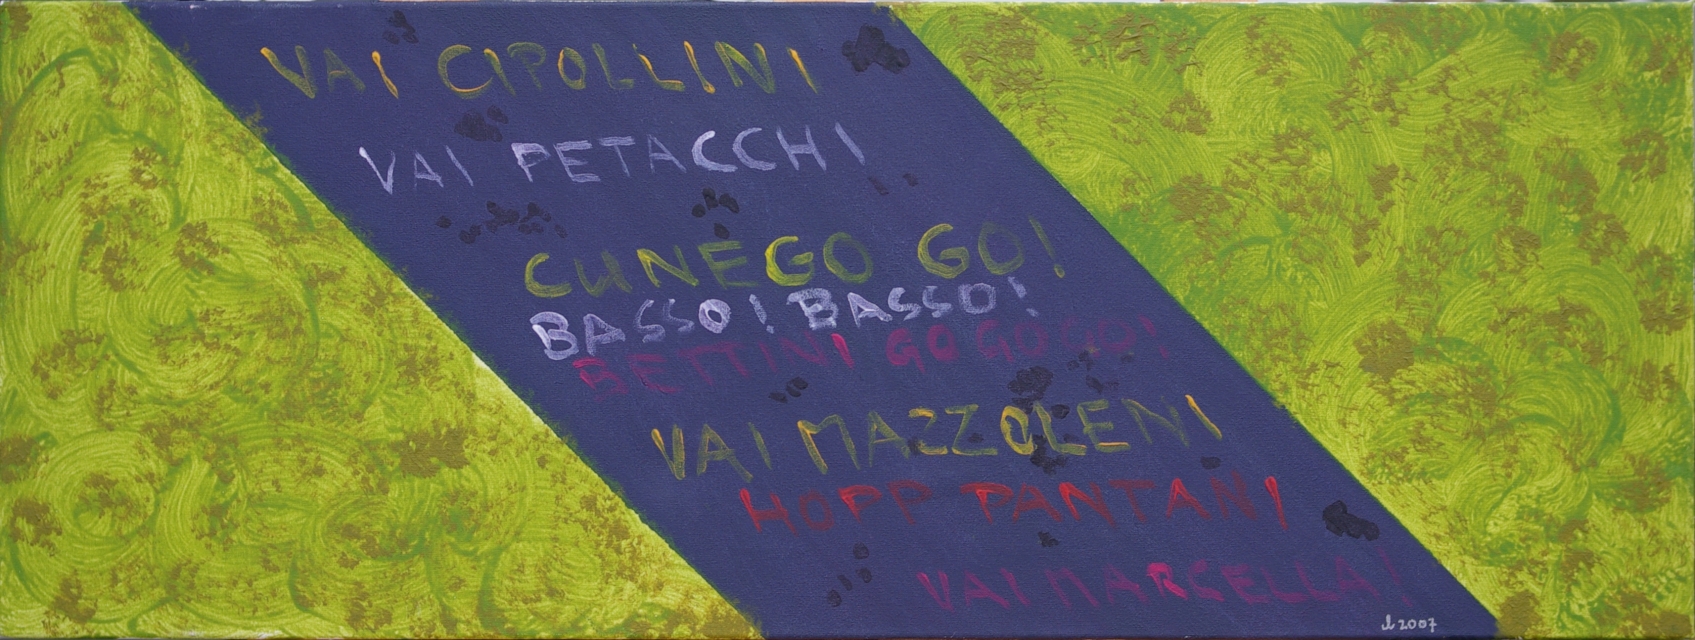 VAI CIPOLLINI
VAI PETACCHI
CUNEGO GO!
BASSO! BASSO!
BETTINI GO GO GO!
VAI MAZZOLENI
HOPP PANTANI
VAI MARCELLA!
2007